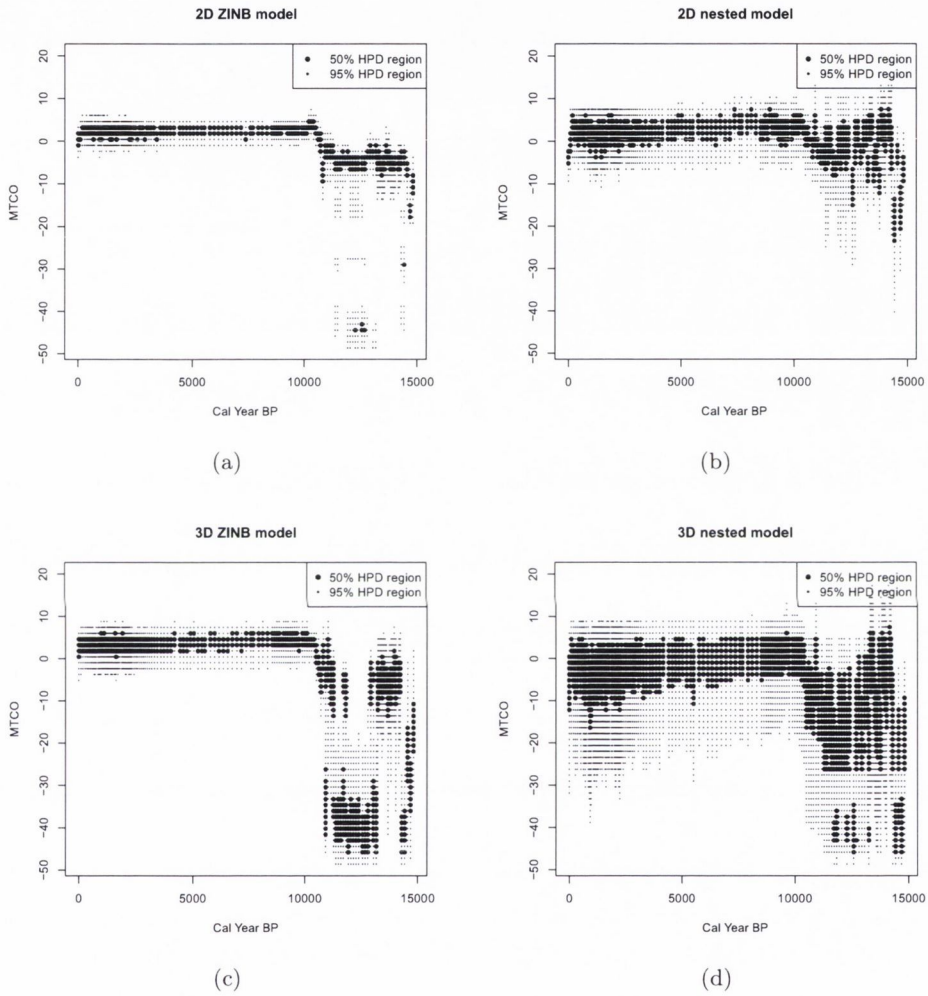 2D ZINB model
50% HPD region
95% HPD region
20
10
0
-10
-20
-30
-40
-50
MTCO
0
5000
10000
15000
Cal Year BP
(a)
2D nested model
50% HPD region
95% HPD region
20
10
0
-10
-20
-30
-40
-50
MTCO
0
5000
10000
15000
Cal Year BP
(b)
3D ZINB model
50% HPD region
95% HPD region
20
10
0
-10
-20
-30
-40
-50
MTCO
0
5000
10000
15000
Cal Year BP
(c)
3D nested model
50% HPD region
95% HPD region
20
10
0
-10
-20
-30
-40
-50
MTCO
0
5000
10000
15000
Cal Year BP
(d)